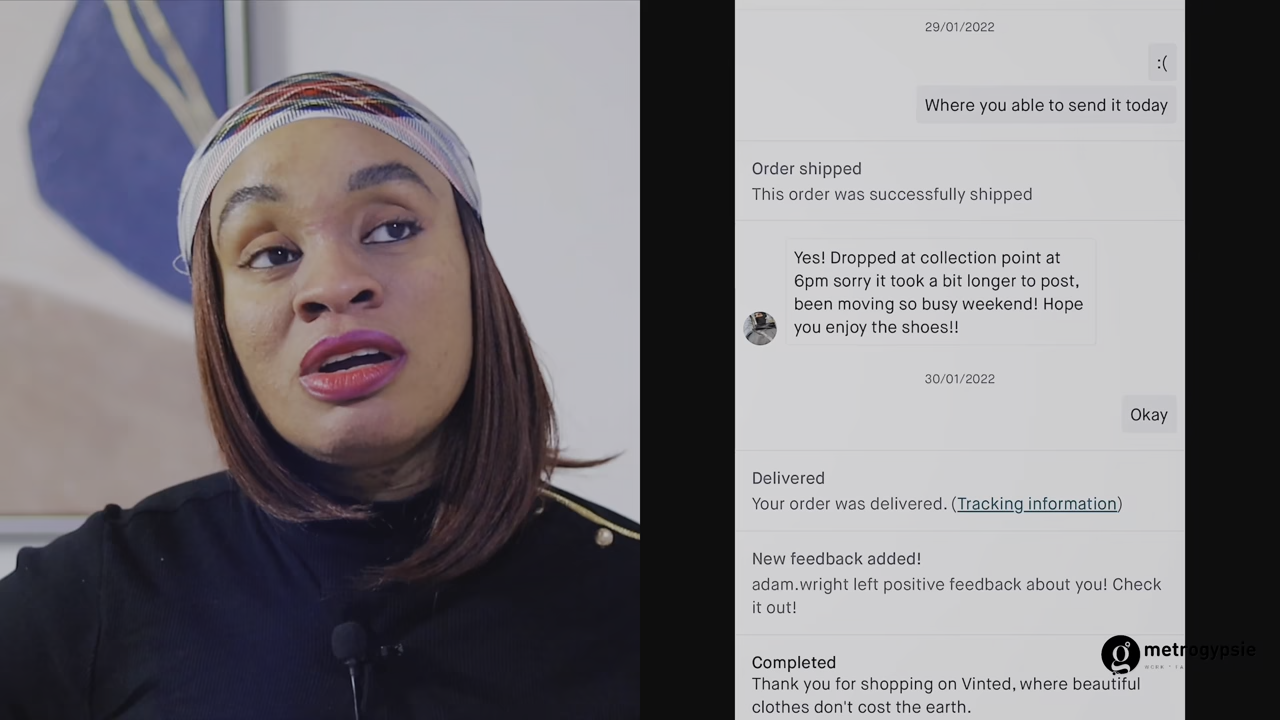 29/01/2022
:(
Where you able to send it today
Order shipped
This order was successfully shipped
Yes! Dropped at collection point at
6pm sorry it took a bit longer to post,
been moving so busy weekend! Hope
you enjoy the shoes!!
30/01/2022
Okay
Delivered
Your order was delivered. (Tracking information)
New feedback added!
adam.wright left positive feedback about you! Check
it out!
Completed
Thank you for shopping on Vinted, where beautiful
clothes don't cost the earth.
g
metrogypsie